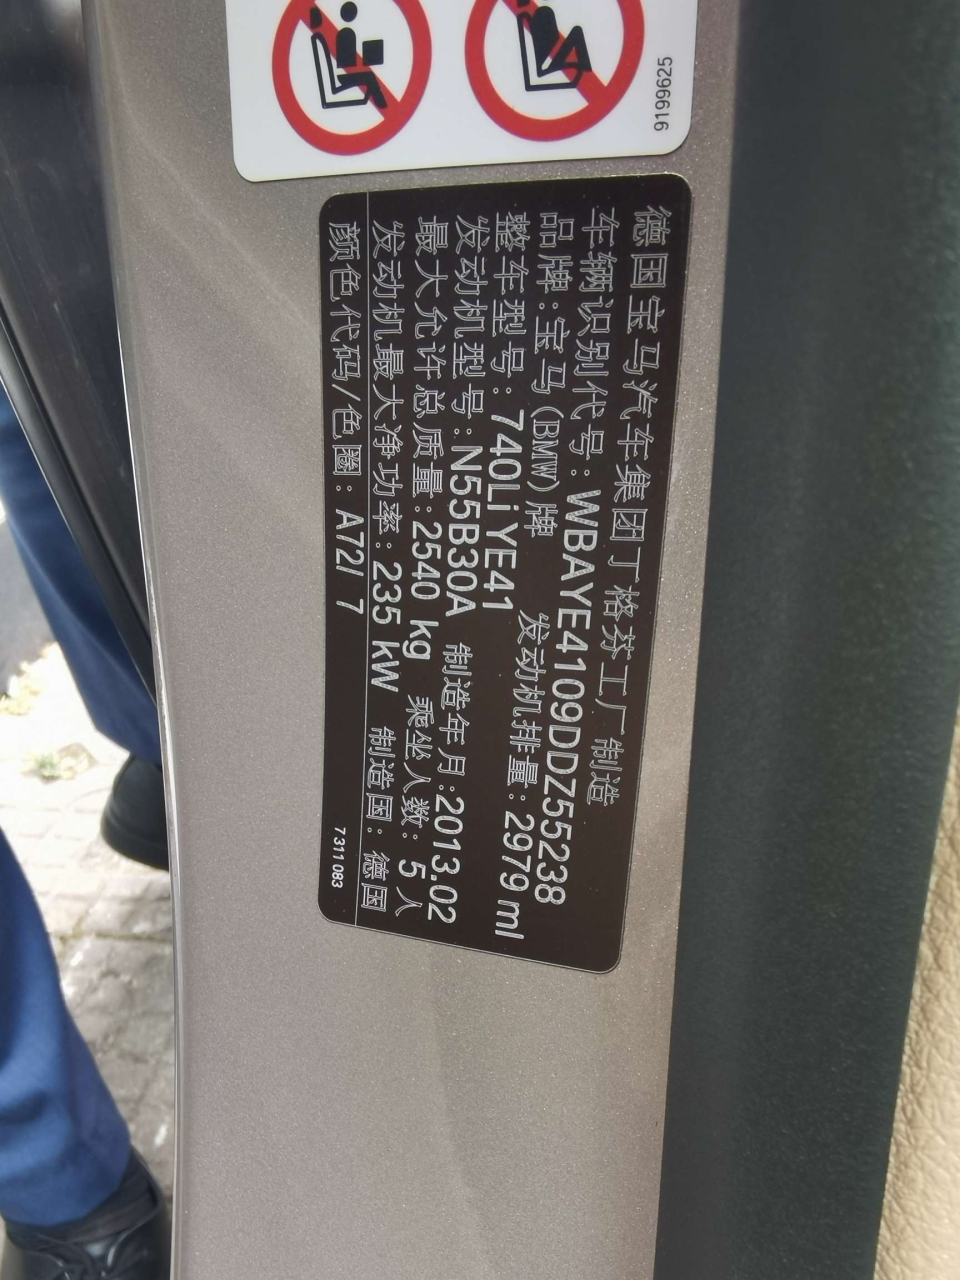 9199625
德国宝马汽车集团丁格芬工厂制造
车辆识别代号:WBAYE4109DDZ55238
品牌:宝马(BMW)牌 发动机排量:2979 ml
整车型号:740Li YE41
发动机型号:N55B30A 制造年月:2013.02
最大允许总质量:2540 kg 乘坐人数: 5 人
发动机最大净功率:235 kW 制造国: 德国
颜色代码/色圈: A72/ 7
7311083